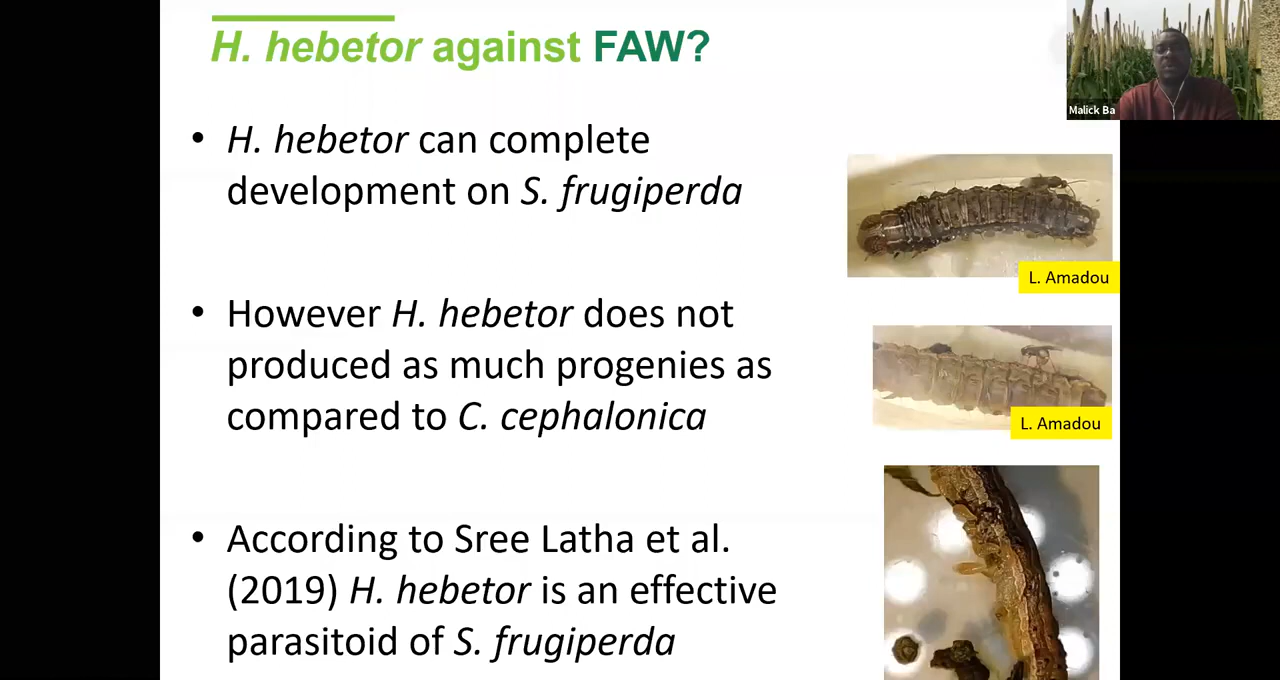 H. hebetor against FAW?
Malick Ba
• H. hebetor can complete
development on S. frugiperda
L. Amadou
• However H. hebetor does not
produced as much progenies as
compared to C. cephalonica
L. Amadou
• According to Sree Latha et al.
(2019) H. hebetor is an effective
parasitoid of S. frugiperda